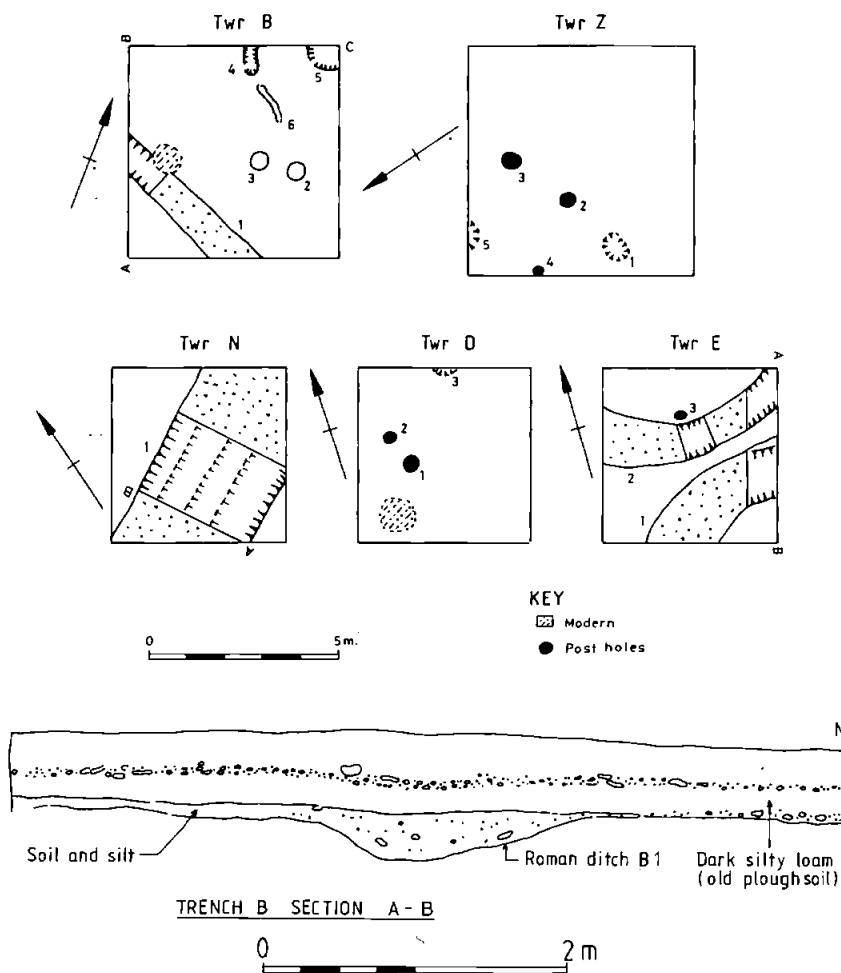 Twr B
Twr Z
B
C
4
5
6
3
2
1
A
3
2
5
4
1
Twr N
Twr O
Twr E
1
B
A
3
2
1
A
3
2
1
B
0 5m.
KEY
Modern
Post holes
N
Soil and silt
Roman ditch B1
Dark silty loam
(old ploughsoil)
TRENCH B SECTION A-B
0 2m